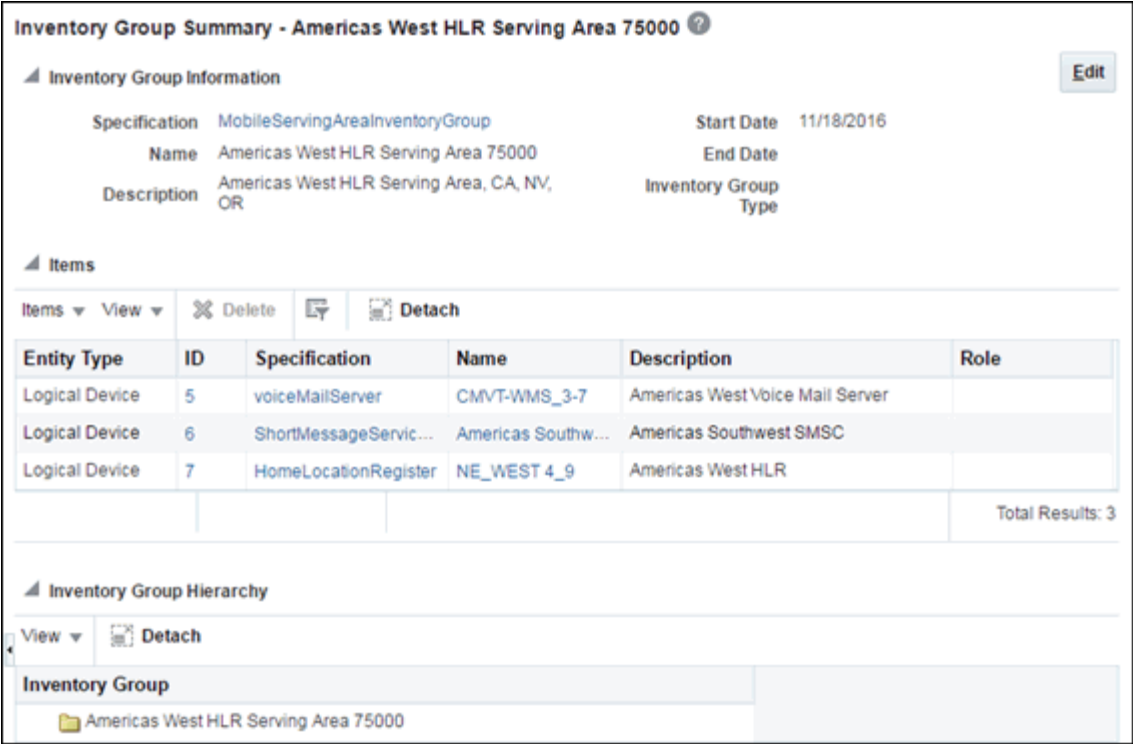 Inventory Group Summary - Americas West HLR Serving Area 75000 ?
Inventory Group Information
Edit
Specification MobileServingAreaInventoryGroup
Name Americas West HLR Serving Area 75000
Description Americas West HLR Serving Area, CA, NV,
OR
Start Date 11/18/2016
End Date
Inventory Group
Type
Items
Items View Delete Detach
Entity Type ID Specification Name Description Role
Logical Device 5 voiceMailServer CMVT-WMS_3-7 Americas West Voice Mail Server
Logical Device 6 ShortMessageServic... Americas Southw... Americas Southwest SMSC
Logical Device 7 HomeLocationRegister NE_WEST 4_9 Americas West HLR
Total Results: 3
Inventory Group Hierarchy
View Detach
Inventory Group
Americas West HLR Serving Area 75000